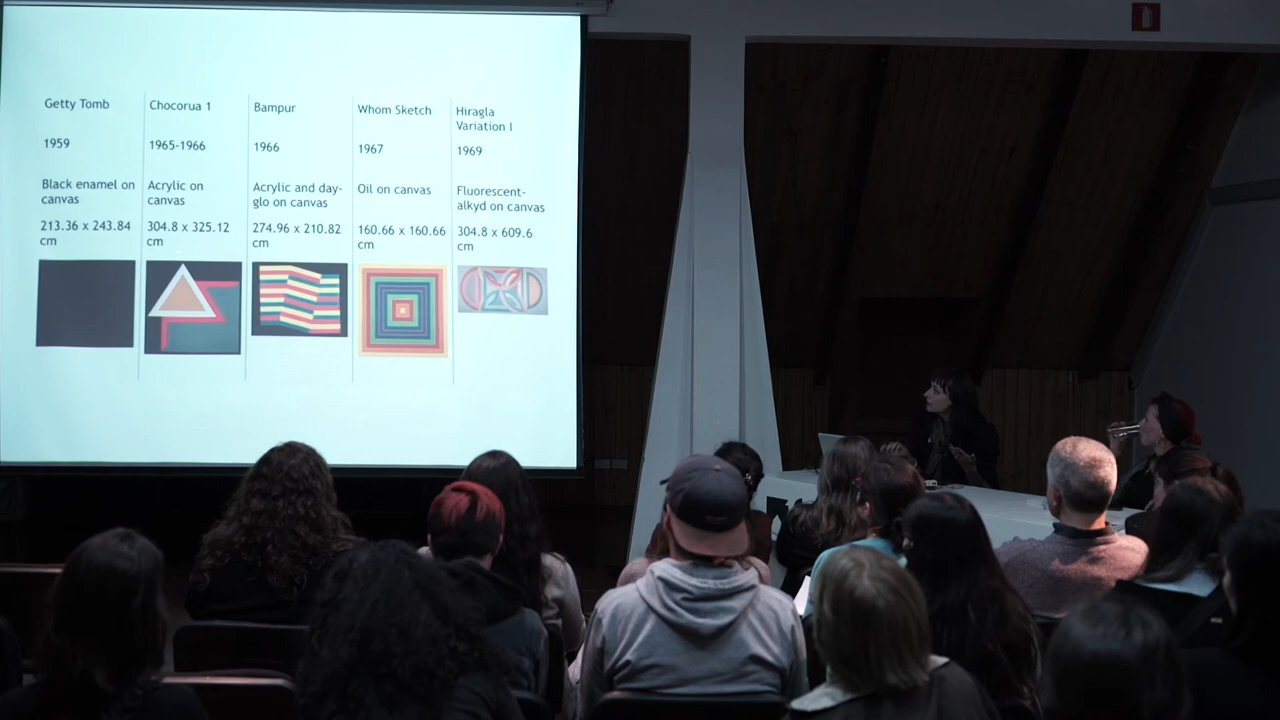 Getty Tomb
1959
Black enamel on
canvas
213.36 x 243.84
cm
Chocorua 1
1965-1966
Acrylic on
canvas
304.8 x 325.12
cm
Bampur
1966
Acrylic and day-
glo on canvas
274.96 x 210.82
cm
Whom Sketch
1967
Oil on canvas
160.66 x 160.66
cm
Hiragla
Variation I
1969
Fluorescent-
alkyd on canvas
304.8 x 609.6
cm